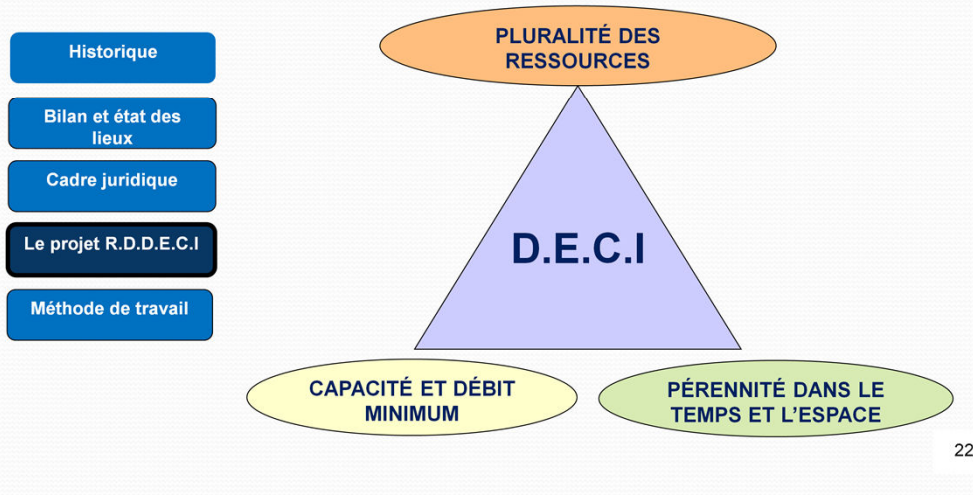 Historique
Bilan et état des
lieux
Cadre juridique
Le projet R.D.D.E.C.I
Méthode de travail
PLURALITÉ DES
RESSOURCES
D.E.C.I
CAPACITÉ ET DÉBIT
MINIMUM
PÉRENNITÉ DANS LE
TEMPS ET L’ESPACE
22